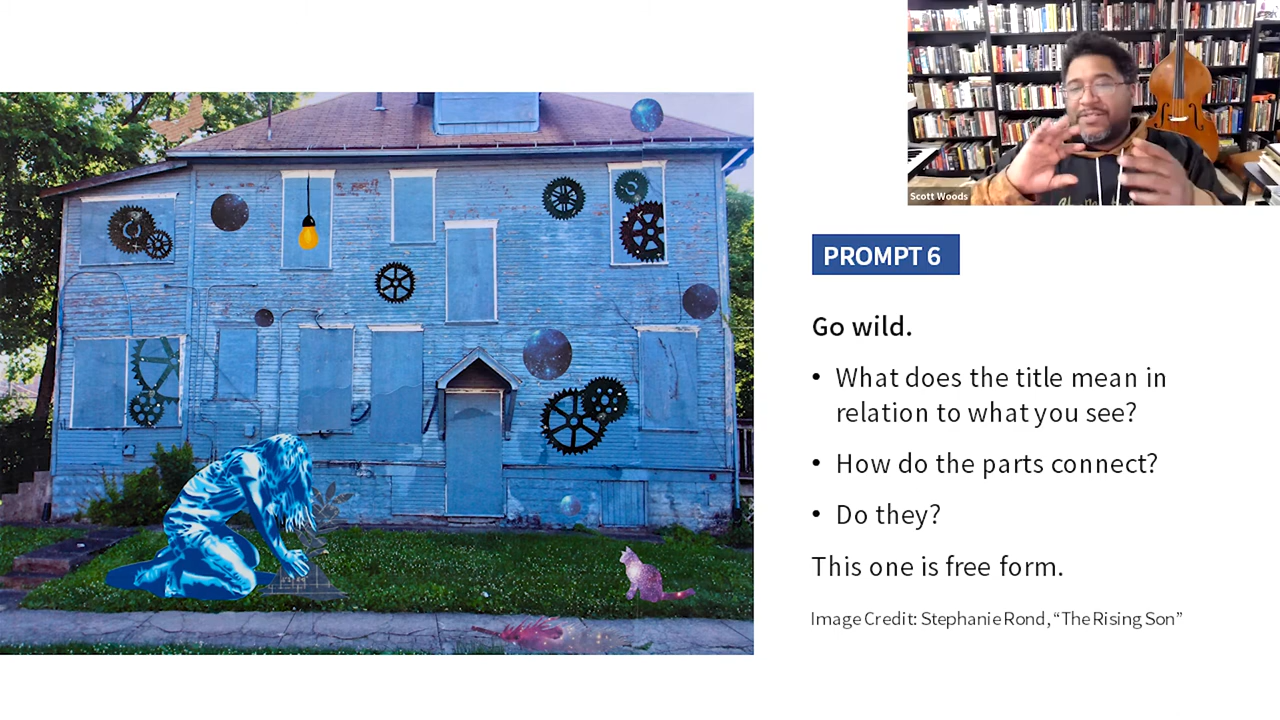 Scott Woods
PROMPT 6
Go wild.
• What does the title mean in
relation to what you see?
• How do the parts connect?
• Do they?
This one is free form.
Image Credit: Stephanie Rond, “The Rising Son”